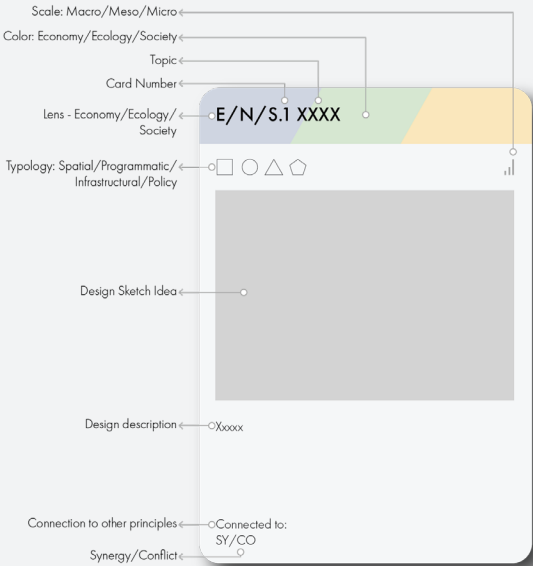 Scale: Macro/Meso/Micro
Color: Economy/Ecology/Society
Topic
Card Number
Lens - Economy/Ecology/
Society
E/N/S.1 XXXX
Typology: Spatial/Programmatic/
Infrastructural/Policy
Design Sketch Idea
Design description
Xxxxx
Connection to other principles
Connected to:
SY/CO
Synergy/Conflict